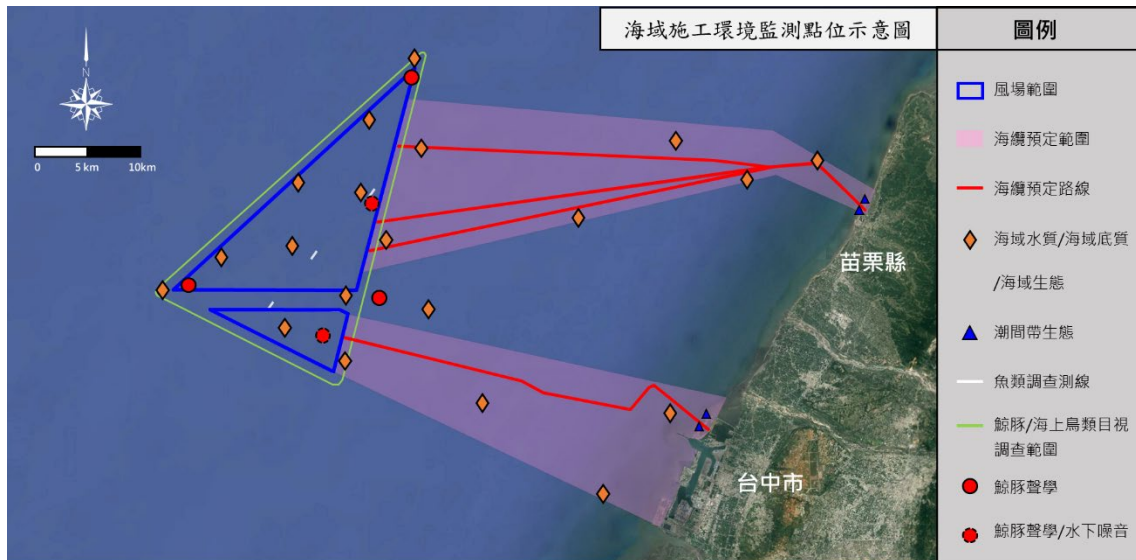 海域施工環境監測點位示意圖
圖例
N
0 5 km 10km
風場範圍
海纜預定範圍
海纜預定路線
海域水質/海域底質
/海域生態
潮間帶生態
魚類調查測線
鯨豚/海上鳥類目視
調查範圍
鯨豚聲學
鯨豚聲學/水下噪音
苗栗縣
台中市